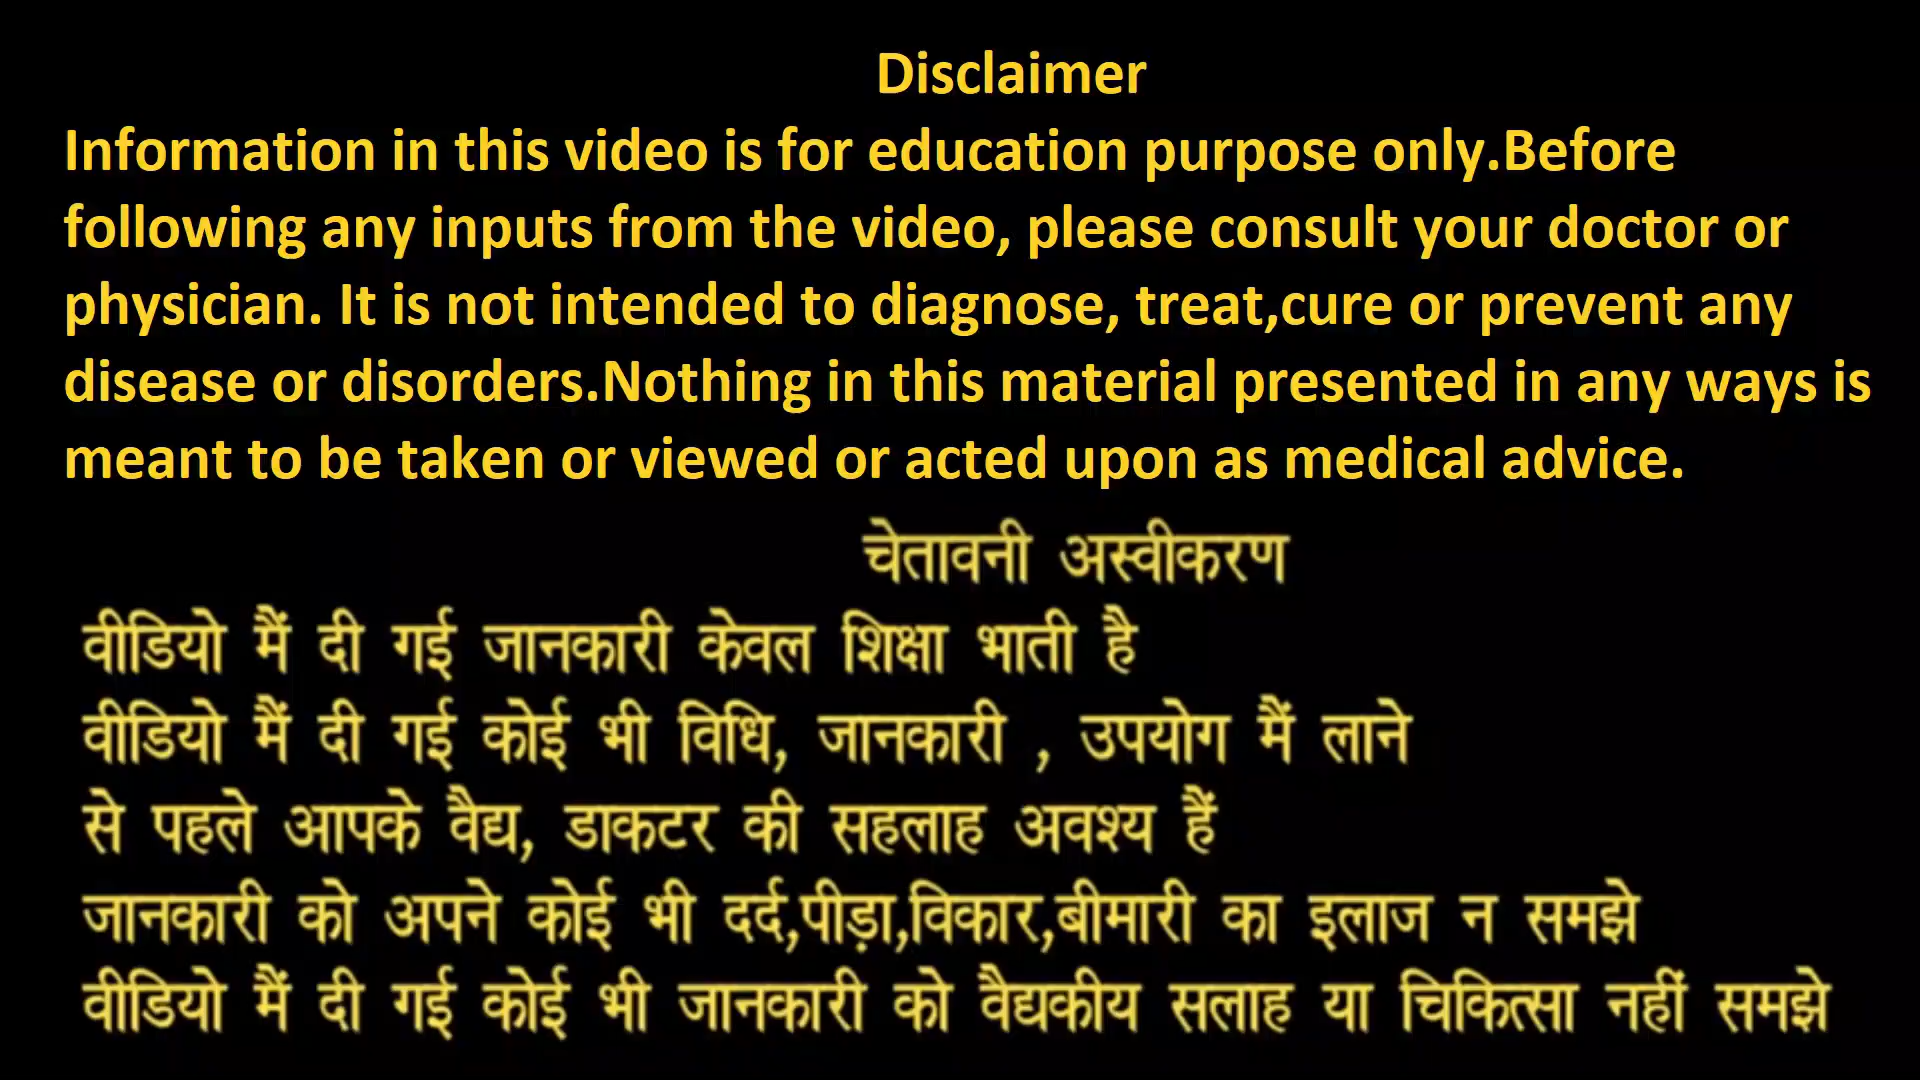 Disclaimer
Information in this video is for education purpose only.Before
following any inputs from the video, please consult your doctor or
physician. It is not intended to diagnose, treat,cure or prevent any
disease or disorders.Nothing in this material presented in any ways is
meant to be taken or viewed or acted upon as medical advice.
चेतावनी अस्वीकरण
वीडियो मैं दी गई जानकारी केवल शिक्षा भाती है
वीडियो मैं दी गई कोई भी विधि, जानकारी , उपयोग मैं लाने
से पहले आपके वैद्य, डाकटर की सहलाह अवश्य हैं
जानकारी को अपने कोई भी दर्द,पीड़ा,विकार,बीमारी का इलाज न समझे
वीडियो मैं दी गई कोई भी जानकारी को वैद्यकीय सलाह या चिकित्सा नहीं समझे